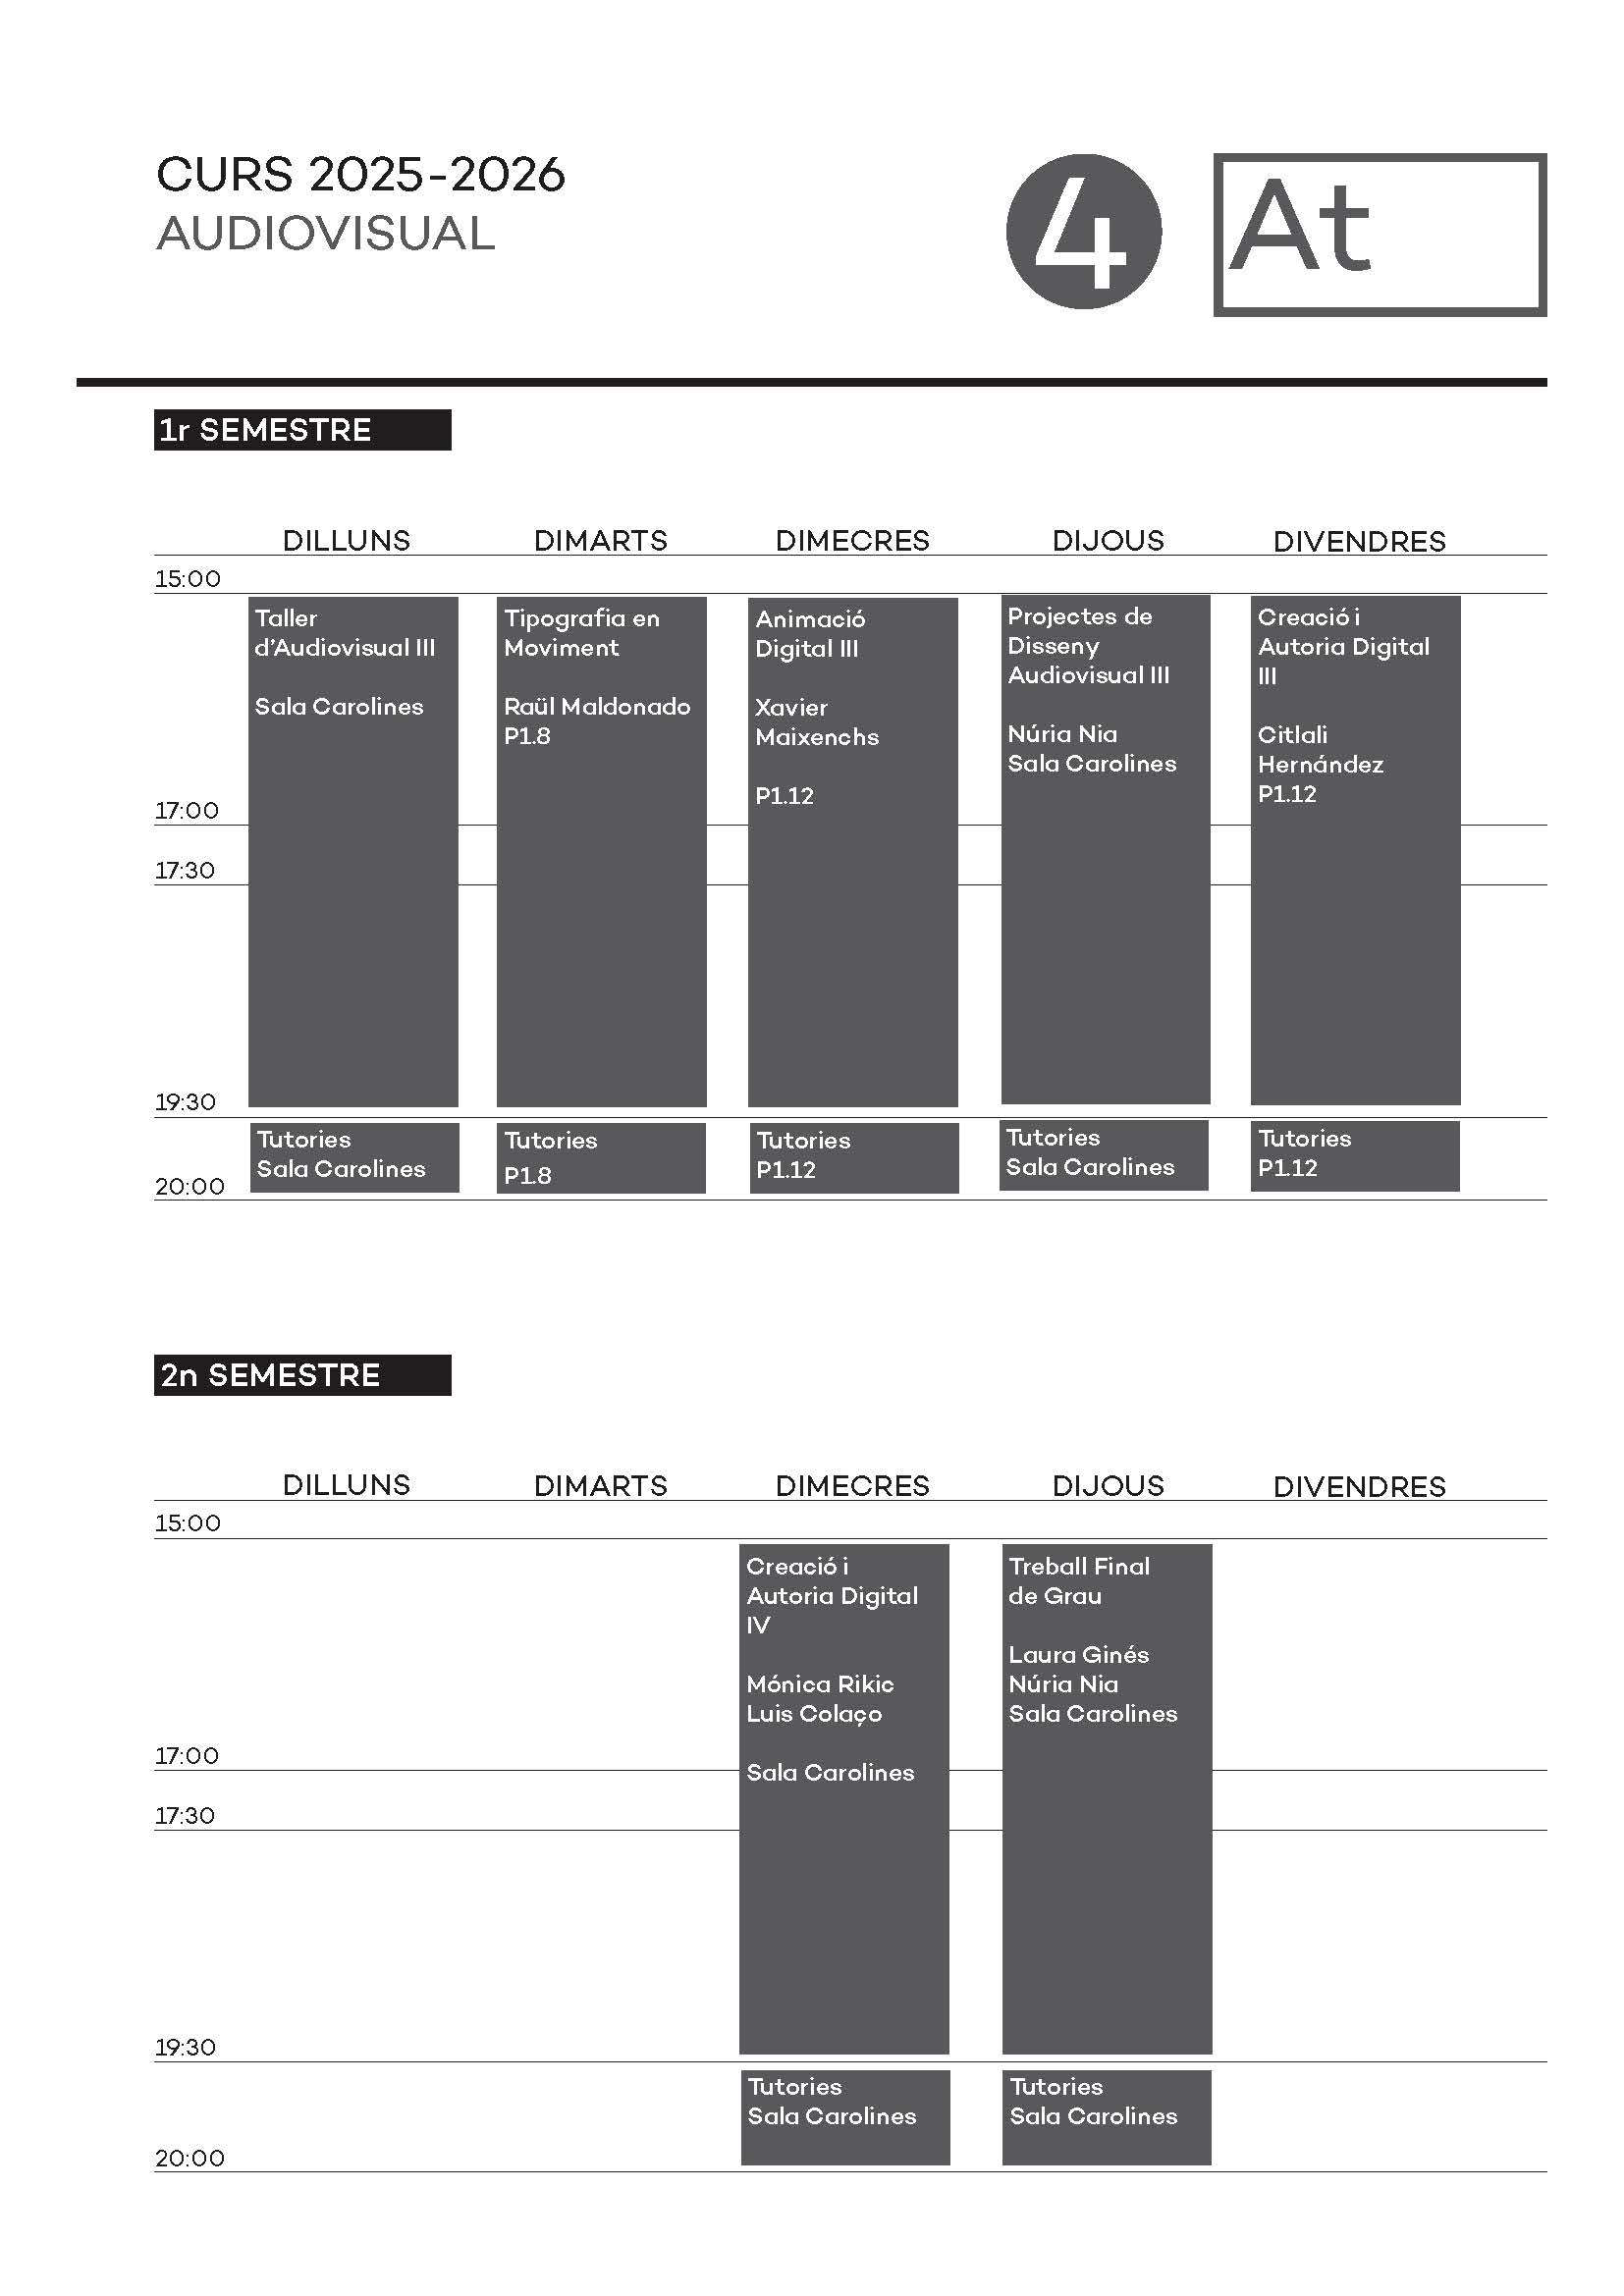 CURS 2025-2026
AUDIOVISUAL
4
At
1r SEMESTRE
DILLUNS
DIMARTS
DIMECRES
DIJOUS
DIVENDRES
15:00
17:00
17:30
19:30
20:00
Taller
d’Audiovisual III
Sala Carolines
Tutories
Sala Carolines
Tipografia en
Moviment
Raül Maldonado
P1.8
Tutories
P1.8
Animació
Digital III
Xavier
Maixenchs
P1.12
Tutories
P1.12
Projectes de
Disseny
Audiovisual III
Núria Nia
Sala Carolines
Tutories
Sala Carolines
Creació i
Autoria Digital
III
Citlali
Hernández
P1.12
Tutories
P1.12
2n SEMESTRE
DILLUNS
DIMARTS
DIMECRES
DIJOUS
DIVENDRES
15:00
17:00
17:30
19:30
20:00
Creació i
Autoria Digital
IV
Mónica Rikic
Luis Colaço
Sala Carolines
Tutories
Sala Carolines
Treball Final
de Grau
Laura Ginés
Núria Nia
Sala Carolines
Tutories
Sala Carolines